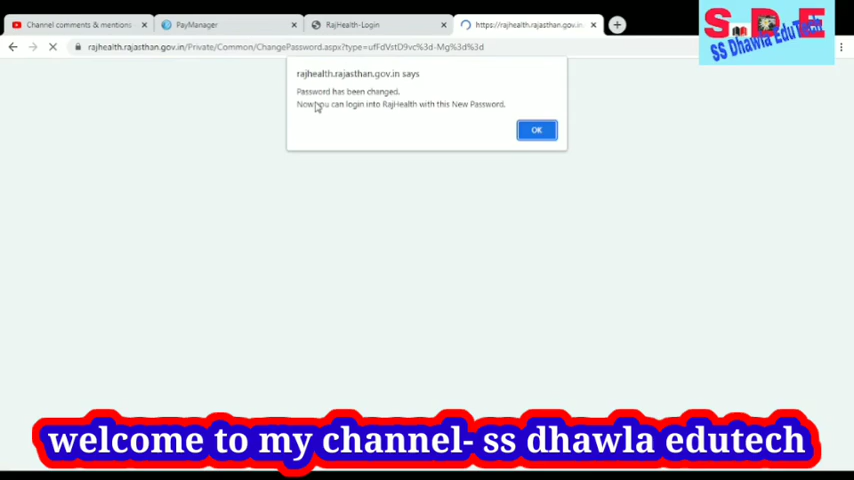 Channel comments & mentions
PayManager
RajHealth-Login
https://rajhealth.rajasthan.gov.in
rajhealth.rajasthan.gov.in/Private/Common/ChangePassword.aspx?type=ufFdVstD9vc%3d-Mg%3d%3d
SDE
SS Dhawla EduTech
rajhealth.rajasthan.gov.in says
Password has been changed.
Now you can login into RajHealth with this New Password.
OK
welcome to my channel- ss dhawla edutech